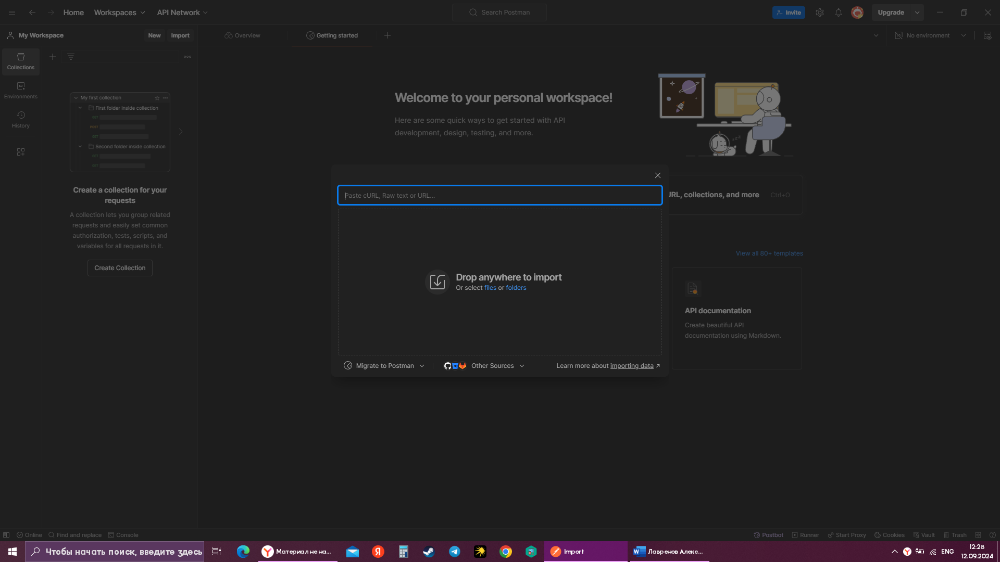 Home
Workspaces
API Network
Search Postman
Invite
Upgrade
My Workspace
New
Import
Overview
Getting started
No environment
Collections
Environments
History
My first collection
First folder inside collection
GET
POST
GET
Second folder inside collection
GET
GET
Create a collection for your
requests
A collection lets you group related
requests and easily set common
authorization, tests, scripts, and
variables for all requests in it.
Create Collection
Welcome to your personal workspace!
Here are some quick ways to get started with API
development, design, testing, and more.
zzZ
Paste cURL, Raw text or URL...
URL, collections, and more
Ctrl+O
Drop anywhere to import
Or select files or folders
Migrate to Postman
Other Sources
Learn more about importing data
View all 80+ templates
API documentation
Create beautiful API
documentation using Markdown.
Online
Find and replace
Console
Postbot
Runner
Start Proxy
Cookies
Vault
Trash
Чтобы начать поиск, введите здесь
Материал не на...
Import
Лавренов Алекс...
ENG
12:28
12.09.2024